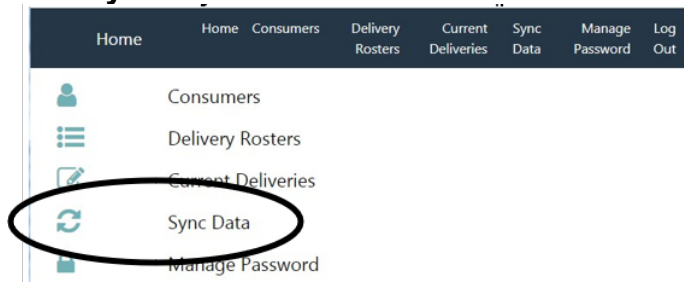 Home Home Consumers Delivery Rosters Current Deliveries Sync Data Manage Password Log Out
Consumers
Delivery Rosters
Current Deliveries
Sync Data
Manage Password